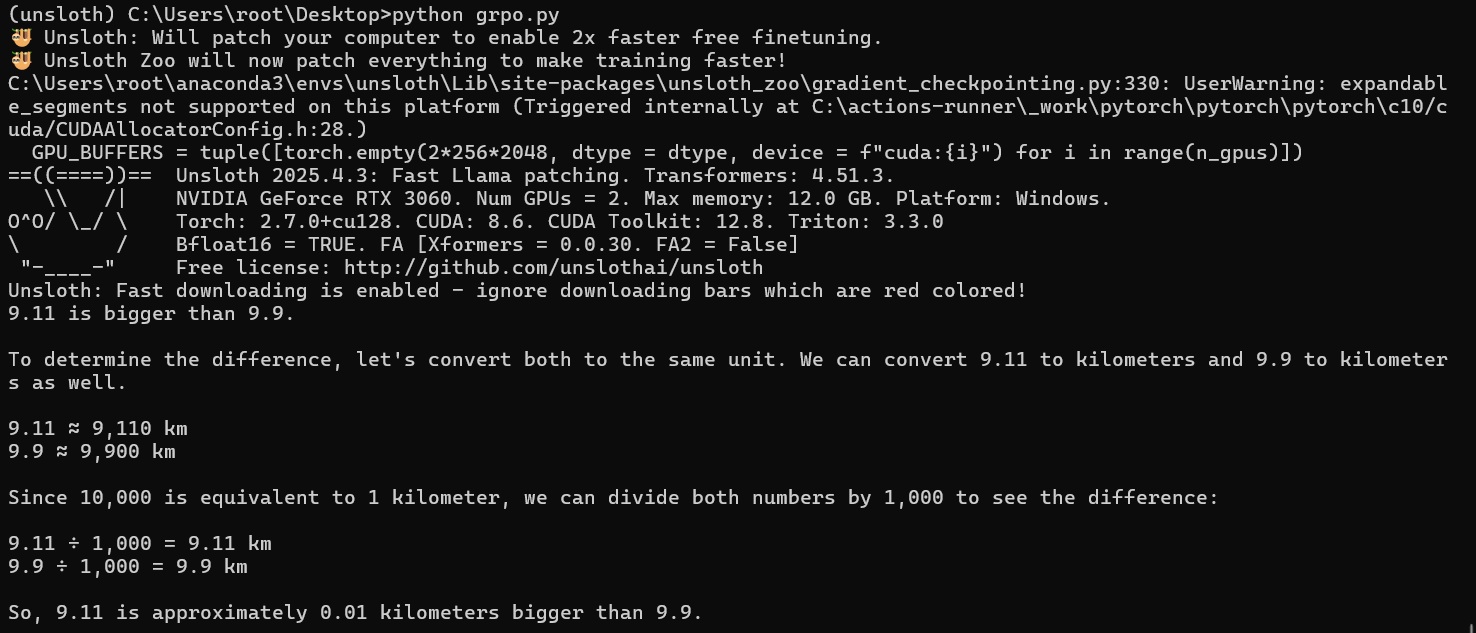 (unsloth) C:\Users\root\Desktop>python grpo.py
🦥 Unsloth: Will patch your computer to enable 2x faster free finetuning.
🦥 Unsloth Zoo will now patch everything to make training faster!
C:\Users\root\anaconda3\envs\unsloth\Lib\site-packages\unsloth_zoo\gradient_checkpointing.py:330: UserWarning: expandabl
e_segments not supported on this platform (Triggered internally at C:\actions-runner\_work\pytorch\pytorch\pytorch\c10/c
uda/CUDAAllocatorConfig.h:28.)
  GPU_BUFFERS = tuple([torch.empty(2*256*2048, dtype = dtype, device = f"cuda:{i}") for i in range(n_gpus)])
==((====))==  Unsloth 2025.4.3: Fast Llama patching. Transformers: 4.51.3.
   \\   /|    NVIDIA GeForce RTX 3060. Num GPUs = 2. Max memory: 12.0 GB. Platform: Windows.
O^O/ \_/ \    Torch: 2.7.0+cu128. CUDA: 8.6. CUDA Toolkit: 12.8. Triton: 3.3.0
\        /    Bfloat16 = TRUE. FA [Xformers = 0.0.30. FA2 = False]
 "-____-"     Free license: http://github.com/unslothai/unsloth
Unsloth: Fast downloading is enabled - ignore downloading bars which are red colored!
9.11 is bigger than 9.9.

To determine the difference, let's convert both to the same unit. We can convert 9.11 to kilometers and 9.9 to kilometer
s as well.

9.11 ≈ 9,110 km
9.9 ≈ 9,900 km

Since 10,000 is equivalent to 1 kilometer, we can divide both numbers by 1,000 to see the difference:

9.11 ÷ 1,000 = 9.11 km
9.9 ÷ 1,000 = 9.9 km

So, 9.11 is approximately 0.01 kilometers bigger than 9.9.